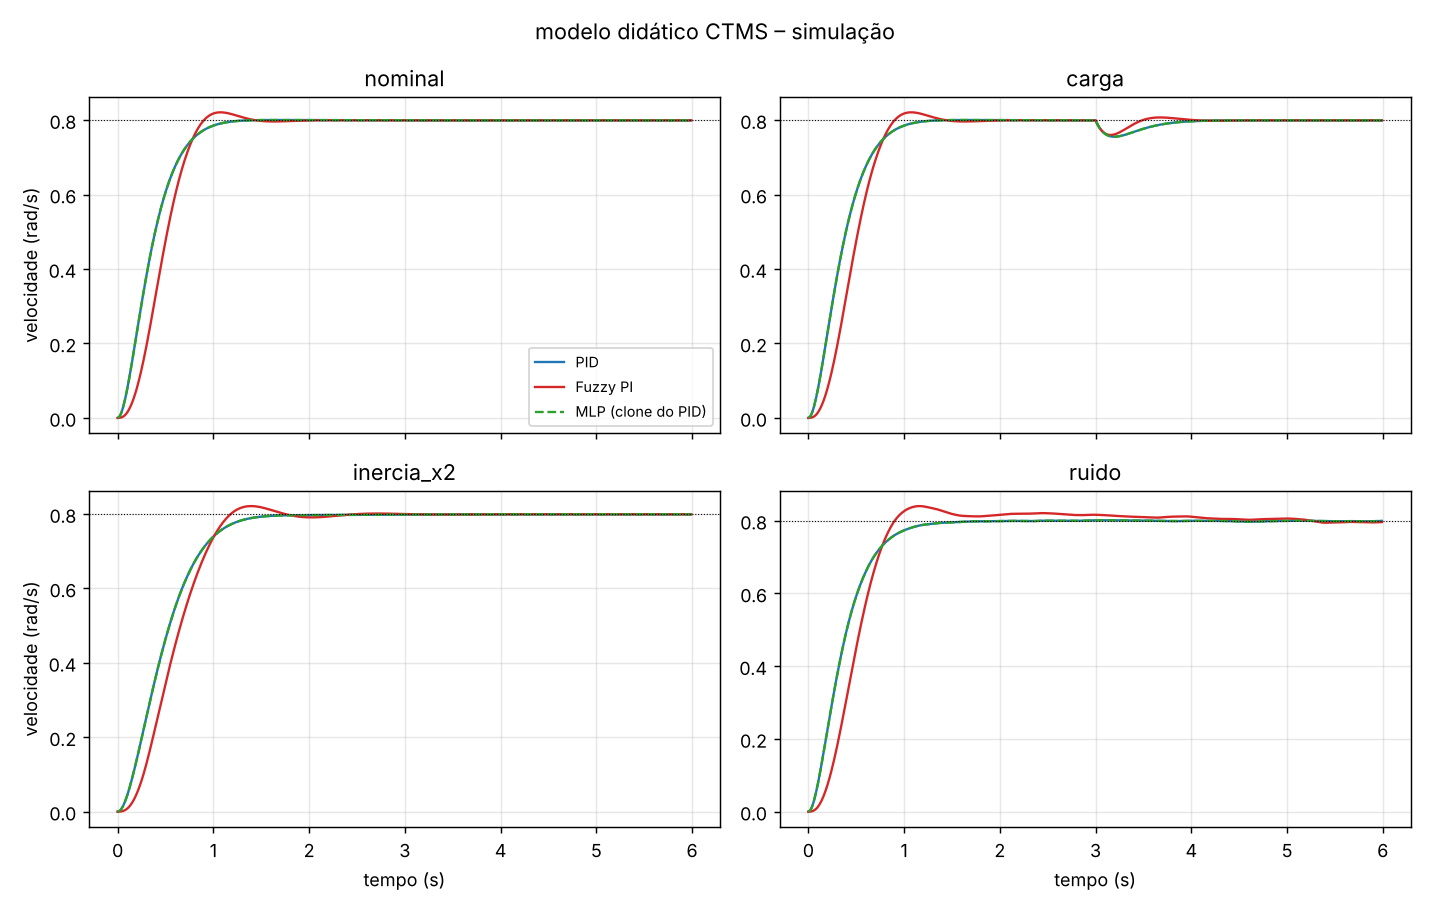 modelo didático CTMS – simulação
nominal
carga
velocidade (rad/s)
0.8
0.6
0.4
0.2
0.0
PID
Fuzzy PI
MLP (clone do PID)
0.8
0.6
0.4
0.2
0.0
inercia_x2
ruido
velocidade (rad/s)
0.8
0.6
0.4
0.2
0.0
0 1 2 3 4 5 6
tempo (s)
0.8
0.6
0.4
0.2
0.0
0 1 2 3 4 5 6
tempo (s)